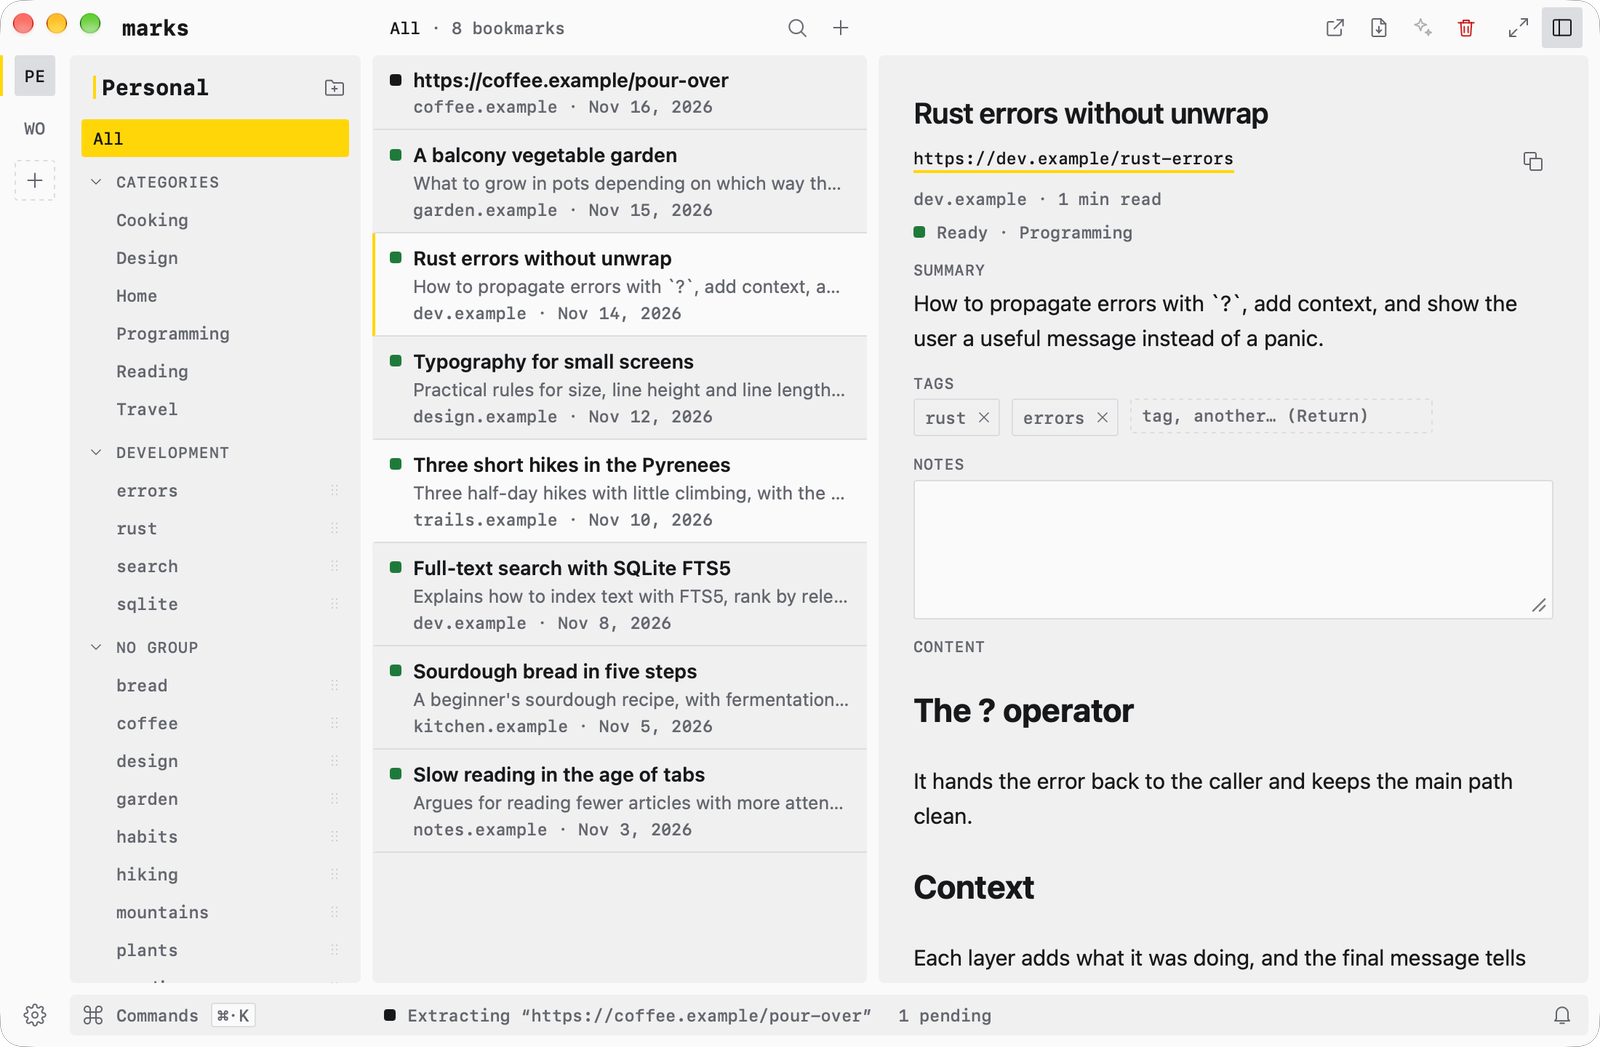 marks
All · 8 bookmarks
PE
WO
Personal
All
CATEGORIES
Cooking
Design
Home
Programming
Reading
Travel
DEVELOPMENT
errors
rust
search
sqlite
NO GROUP
bread
coffee
design
garden
habits
hiking
mountains
plants
https://coffee.example/pour-over
coffee.example · Nov 16, 2026
A balcony vegetable garden
What to grow in pots depending on which way th…
garden.example · Nov 15, 2026
Rust errors without unwrap
How to propagate errors with `?`, add context, a…
dev.example · Nov 14, 2026
Typography for small screens
Practical rules for size, line height and line length…
design.example · Nov 12, 2026
Three short hikes in the Pyrenees
Three half-day hikes with little climbing, with the …
trails.example · Nov 10, 2026
Full-text search with SQLite FTS5
Explains how to index text with FTS5, rank by rele…
dev.example · Nov 8, 2026
Sourdough bread in five steps
A beginner's sourdough recipe, with fermentation…
kitchen.example · Nov 5, 2026
Slow reading in the age of tabs
Argues for reading fewer articles with more atten…
notes.example · Nov 3, 2026
Rust errors without unwrap
https://dev.example/rust-errors
dev.example · 1 min read
Ready · Programming
SUMMARY
How to propagate errors with `?`, add context, and show the
user a useful message instead of a panic.
TAGS
rust × errors × tag, another… (Return)
NOTES
CONTENT
The ? operator
It hands the error back to the caller and keeps the main path
clean.
Context
Each layer adds what it was doing, and the final message tells
Commands ⌘·K
Extracting “https://coffee.example/pour-over” 1 pending